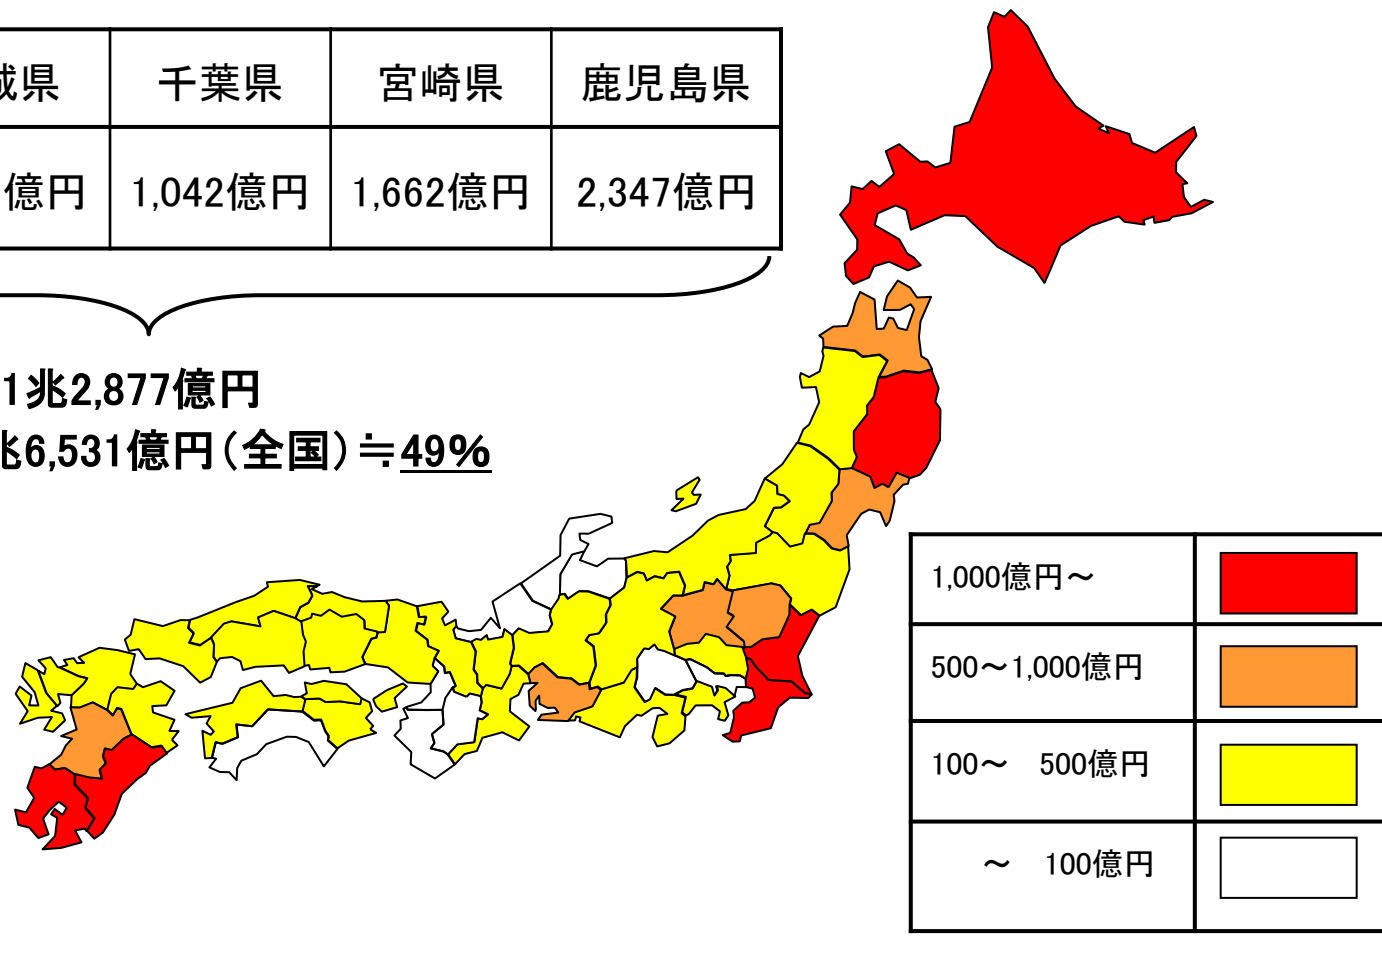 城県 千葉県 宮崎県 鹿児島県
億円 1,042億円 1,662億円 2,347億円
1兆2,877億円
兆6,531億円（全国）≒49%
1,000億円～
500～1,000億円
100～　500億円
～　100億円